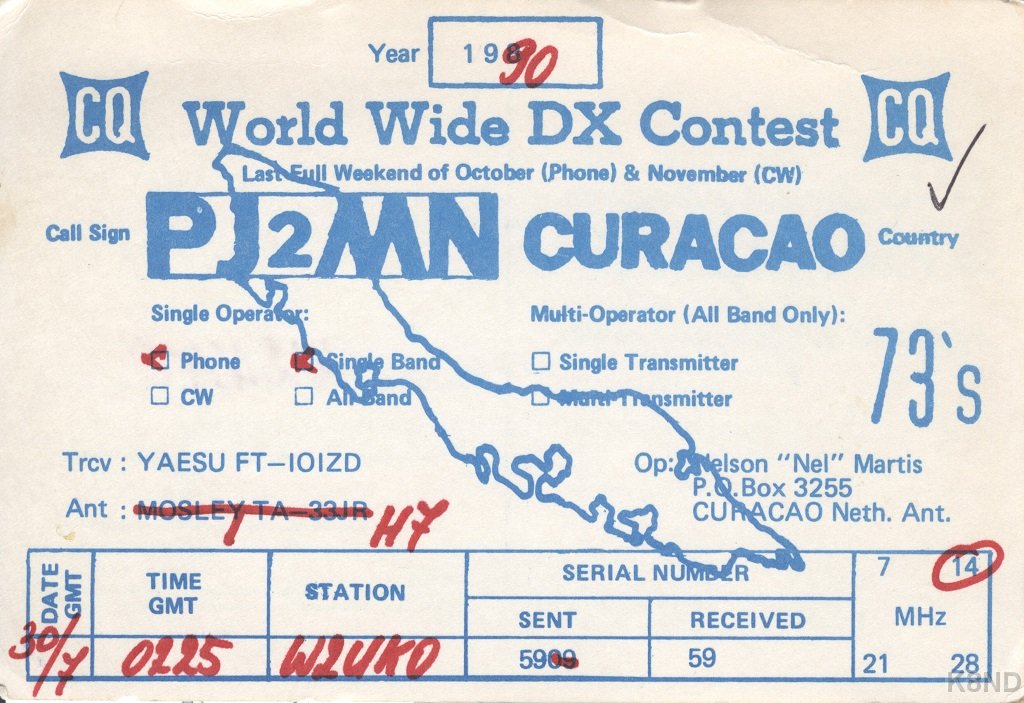 Year 1990
CQ World Wide DX Contest CQ
Last Full Weekend of October (Phone) & November (CW)
Call Sign PJ2MN CURACAO Country
Single Operator: Multi-Operator (All Band Only):
Phone Single Band Single Transmitter
CW All Band Multi-Transmitter
73's
Trcv : YAESU FT-101ZD Op: Nelson "Nel" Martis
P.O.Box 3255
Ant : MOSLEY TA-33JR H7 CURACAO Neth. Ant.
DATE GMT TIME GMT STATION SERIAL NUMBER 7 14
SENT RECEIVED MHz
30/7 0225 W2UKO 5909 59 21 28
K8ND